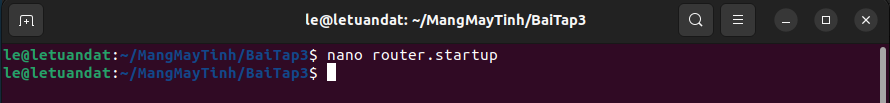 le@letuandat: ~/MangMayTinh/BaiTap3
le@letuandat:~/MangMayTinh/BaiTap3$ nano router.startup
le@letuandat:~/MangMayTinh/BaiTap3$